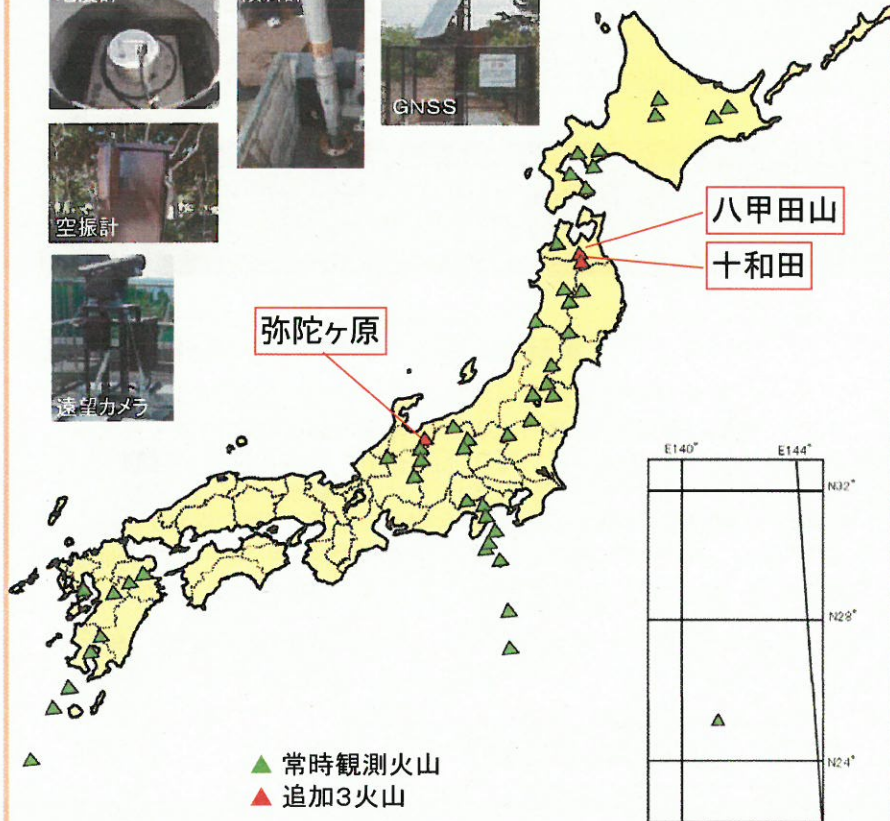 GNSS
空振計
遠望カメラ
八甲田山
十和田
弥陀ヶ原
E140°
E144°
N32°
N28°
N24°
▲ 常時観測火山
▲ 追加3火山